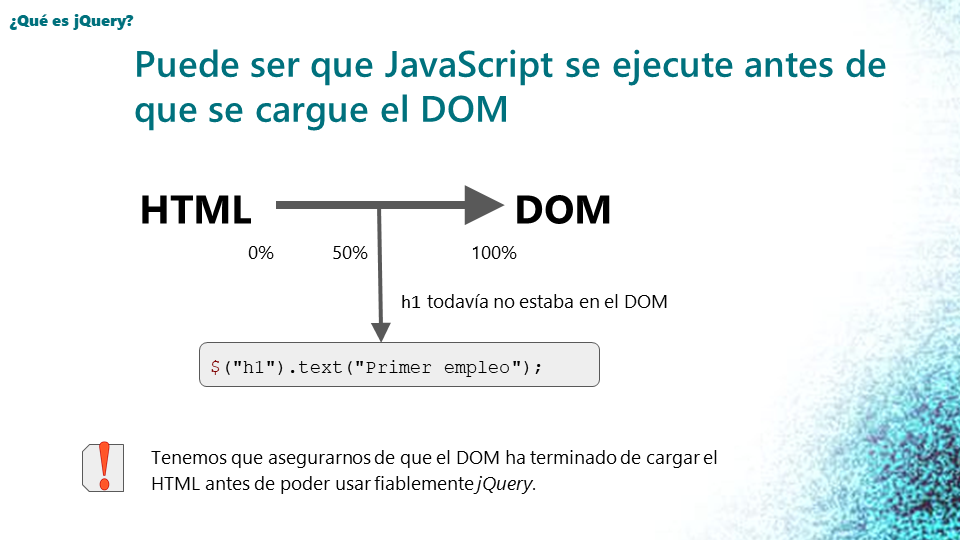 ¿Qué es jQuery?
Puede ser que JavaScript se ejecute antes de
que se cargue el DOM
HTML DOM
0% 50% 100%
h1 todavía no estaba en el DOM
$("h1").text("Primer empleo");
Tenemos que asegurarnos de que el DOM ha terminado de cargar el
HTML antes de poder usar fiablemente jQuery.